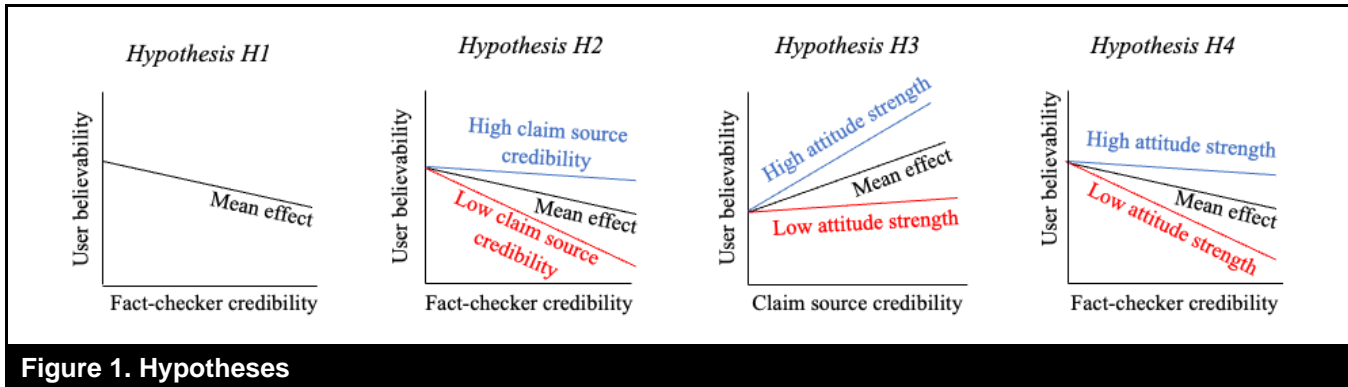 Hypothesis H1
User believability
Mean effect
Fact-checker credibility
Hypothesis H2
User believability
High claim source
credibility
Mean effect
Low claim source
credibility
Fact-checker credibility
Hypothesis H3
User believability
High attitude strength
Mean effect
Low attitude strength
Claim source credibility
Hypothesis H4
User believability
High attitude strength
Mean effect
Low attitude strength
Fact-checker credibility
Figure 1. Hypotheses